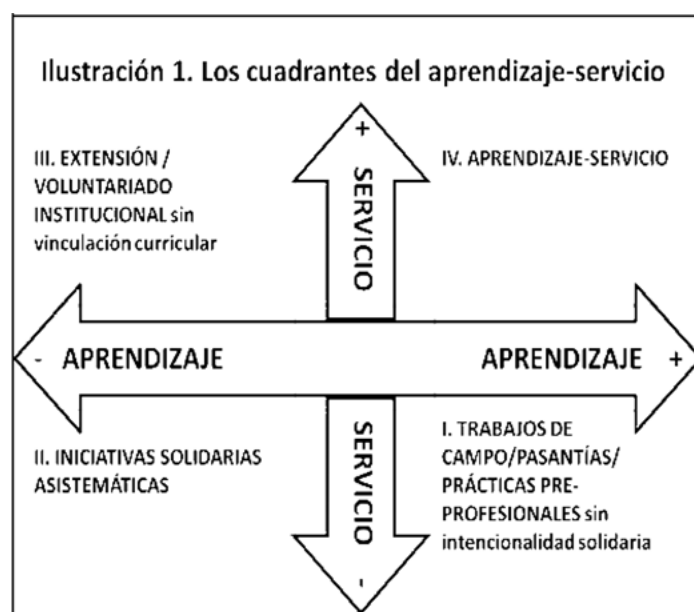 Ilustración 1. Los cuadrantes del aprendizaje-servicio
+
SERVICIO
III. EXTENSIÓN /
VOLUNTARIADO
INSTITUCIONAL sin
vinculación curricular
IV. APRENDIZAJE-SERVICIO
- APRENDIZAJE
APRENDIZAJE +
II. INICIATIVAS SOLIDARIAS
ASISTEMÁTICAS
SERVICIO
-
I. TRABAJOS DE
CAMPO/PASANTÍAS/
PRÁCTICAS PRE-
PROFESIONALES sin
intencionalidad solidaria